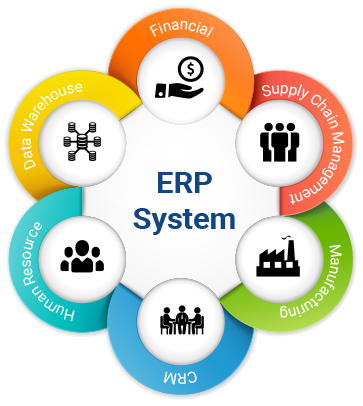 Financial
Supply Chain Management
Manufacturing
CRM
Human Resource
Data Warehouse
ERP
System
$